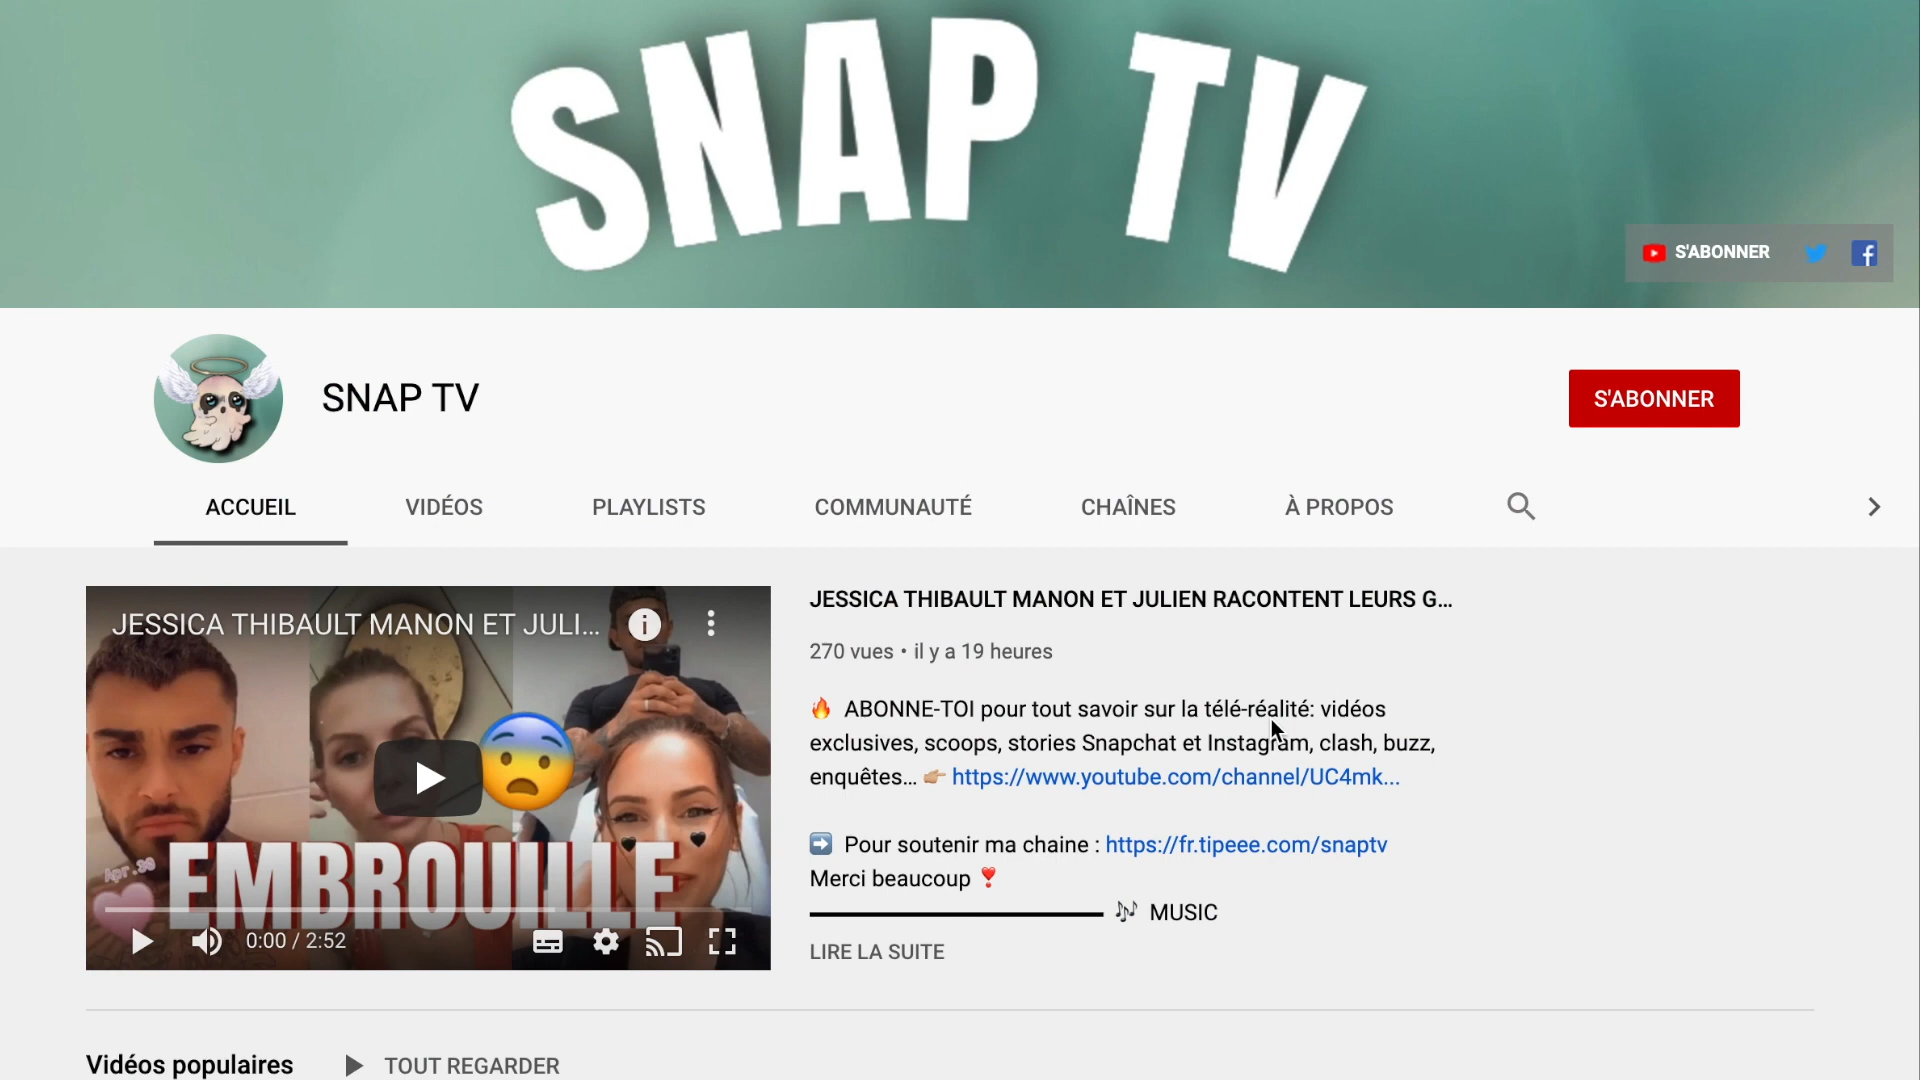 SNAP TV
S'ABONNER
SNAP TV
S'ABONNER
ACCUEIL
VIDÉOS
PLAYLISTS
COMMUNAUTÉ
CHAÎNES
À PROPOS
JESSICA THIBAULT MANON ET JULI...
Apr.30
EMBROUILLE
0:00 / 2:52
JESSICA THIBAULT MANON ET JULIEN RACONTENT LEURS G...
270 vues • il y a 19 heures
🔥 ABONNE-TOI pour tout savoir sur la télé-réalité: vidéos
exclusives, scoops, stories Snapchat et Instagram, clash, buzz,
enquêtes... 👉🏼 https://www.youtube.com/channel/UC4mk...
➡️ Pour soutenir ma chaine : https://fr.tipeee.com/snaptv
Merci beaucoup ❣️
🎶 MUSIC
LIRE LA SUITE
Vidéos populaires
TOUT REGARDER